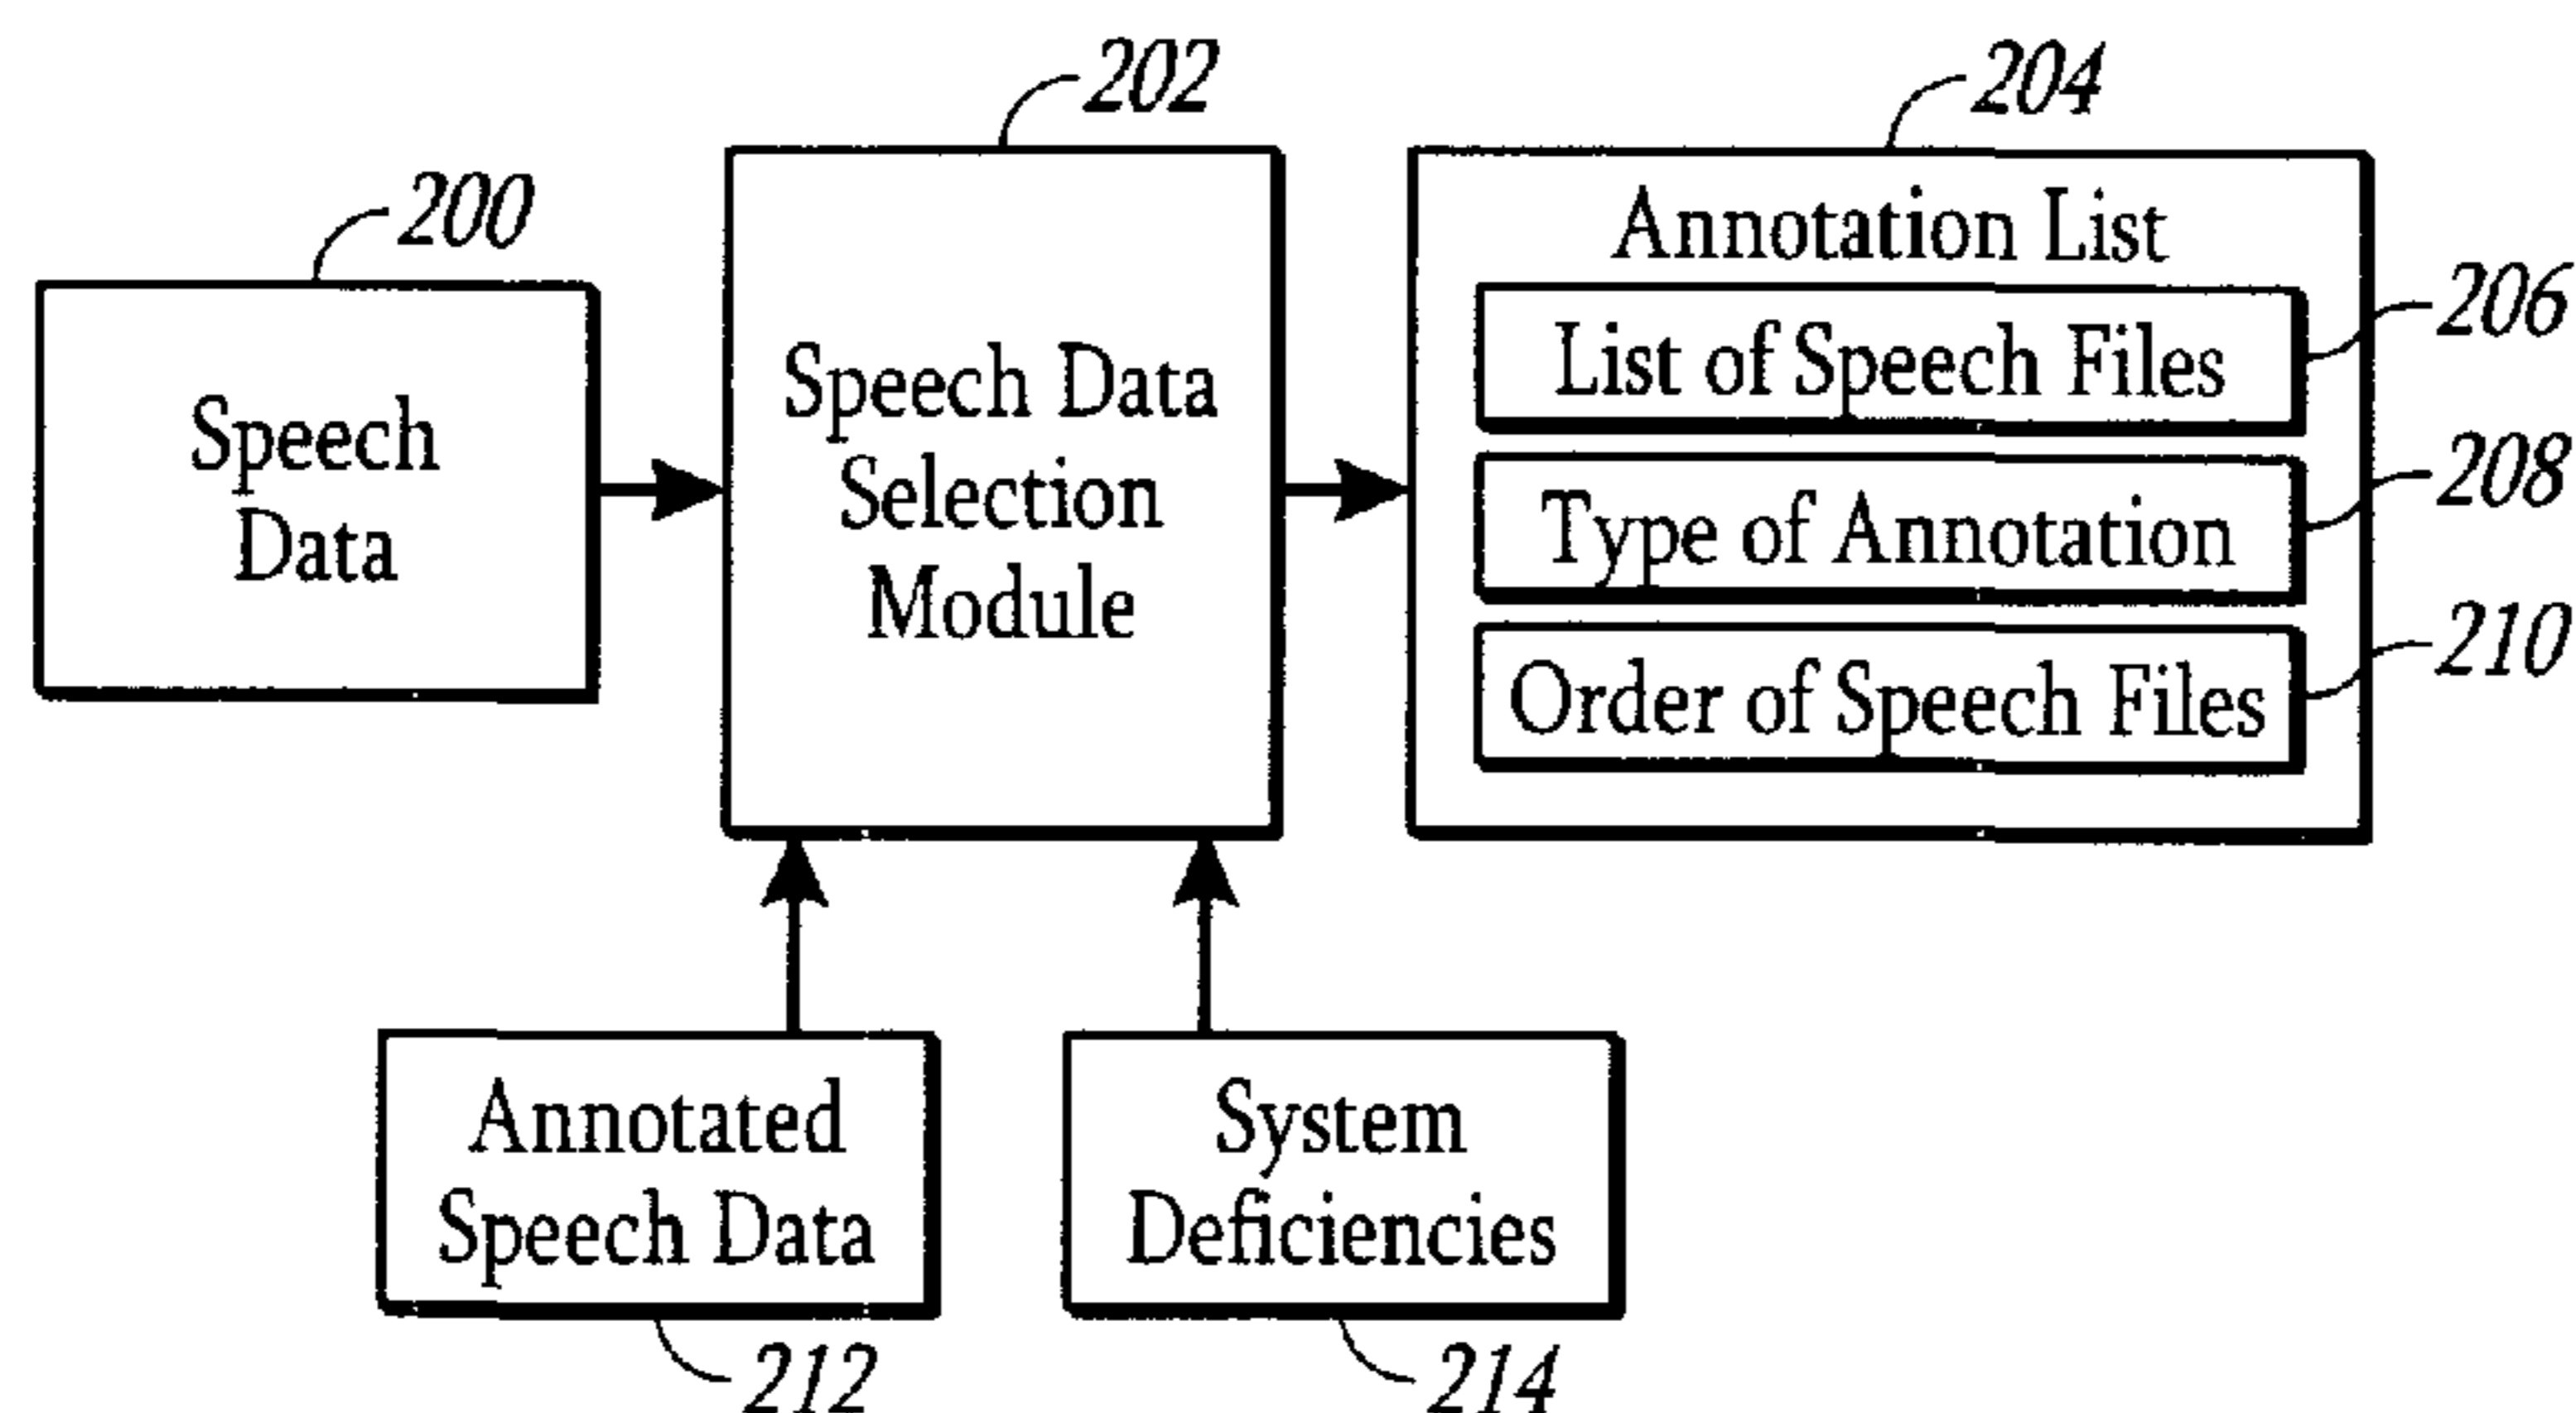 200
Speech
Data
202
Speech Data
Selection
Module
204
Annotation List
List of Speech Files
206
Type of Annotation
208
Order of Speech Files
210
Annotated
Speech Data
212
System
Deficiencies
214